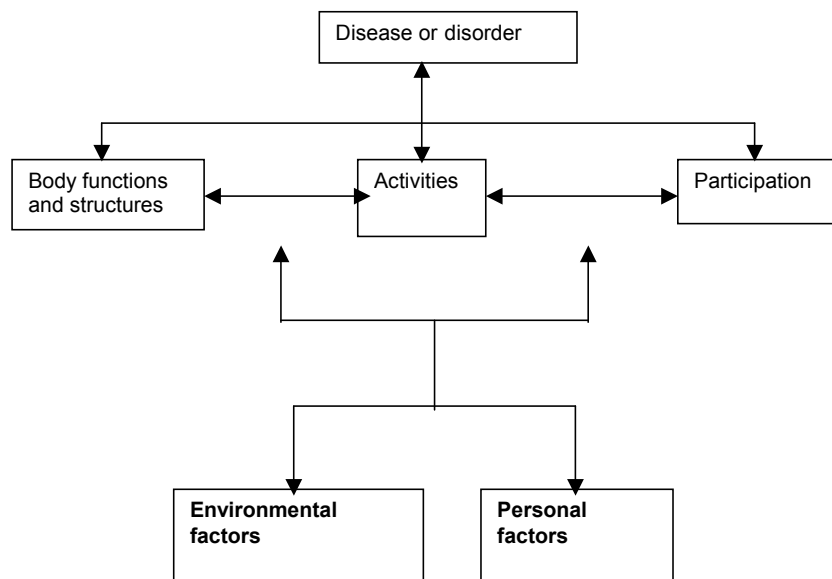 Disease or disorder
Body functions
and structures
Activities
Participation
Environmental
factors
Personal
factors